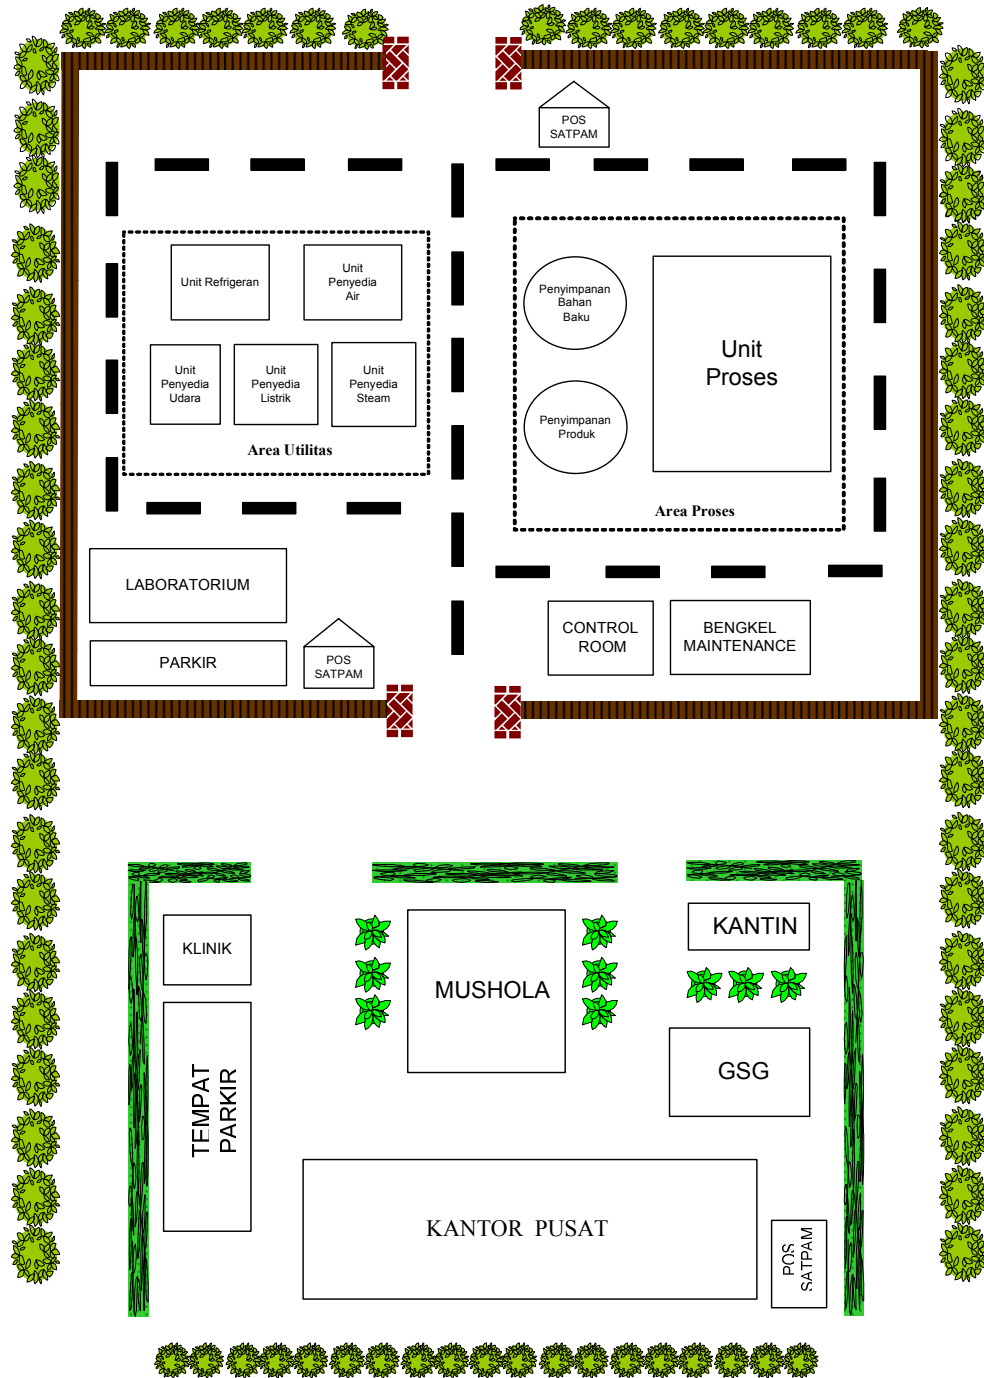 POS
SATPAM
Unit Refrigeran
Unit
Penyedia
Air
Penyimpanan
Bahan
Baku
Unit
Proses
Unit
Penyedia
Udara
Unit
Penyedia
Listrik
Unit
Penyedia
Steam
Penyimpanan
Produk
Area Utilitas
Area Proses
LABORATORIUM
PARKIR
POS
SATPAM
CONTROL
ROOM
BENGKEL
MAINTENANCE
KLINIK
MUSHOLA
KANTIN
TEMPAT
PARKIR
GSG
KANTOR PUSAT
POS
SATPAM